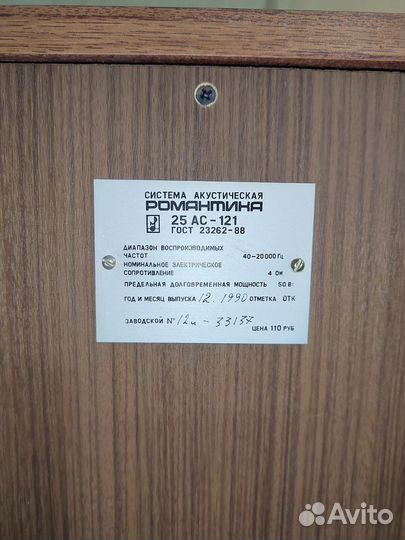 СИСТЕМА АКУСТИЧЕСКАЯ
РОМАНТИКА
25 АС-121
ГОСТ 23262-88
ДИАПАЗОН ВОСПРОИЗВОДИМЫХ
ЧАСТОТ 40-20000 Гц
НОМИНАЛЬНОЕ ЭЛЕКТРИЧЕСКОЕ
СОПРОТИВЛЕНИЕ 4 ОМ
ПРЕДЕЛЬНАЯ ДОЛГОВРЕМЕННАЯ МОЩНОСТЬ 50 Вт
ГОД И МЕСЯЦ ВЫПУСКА 12.1990 ОТМЕТКА ОТК
ЗАВОДСКОЙ № 12и-33137
ЦЕНА 110 РУБ
Avito